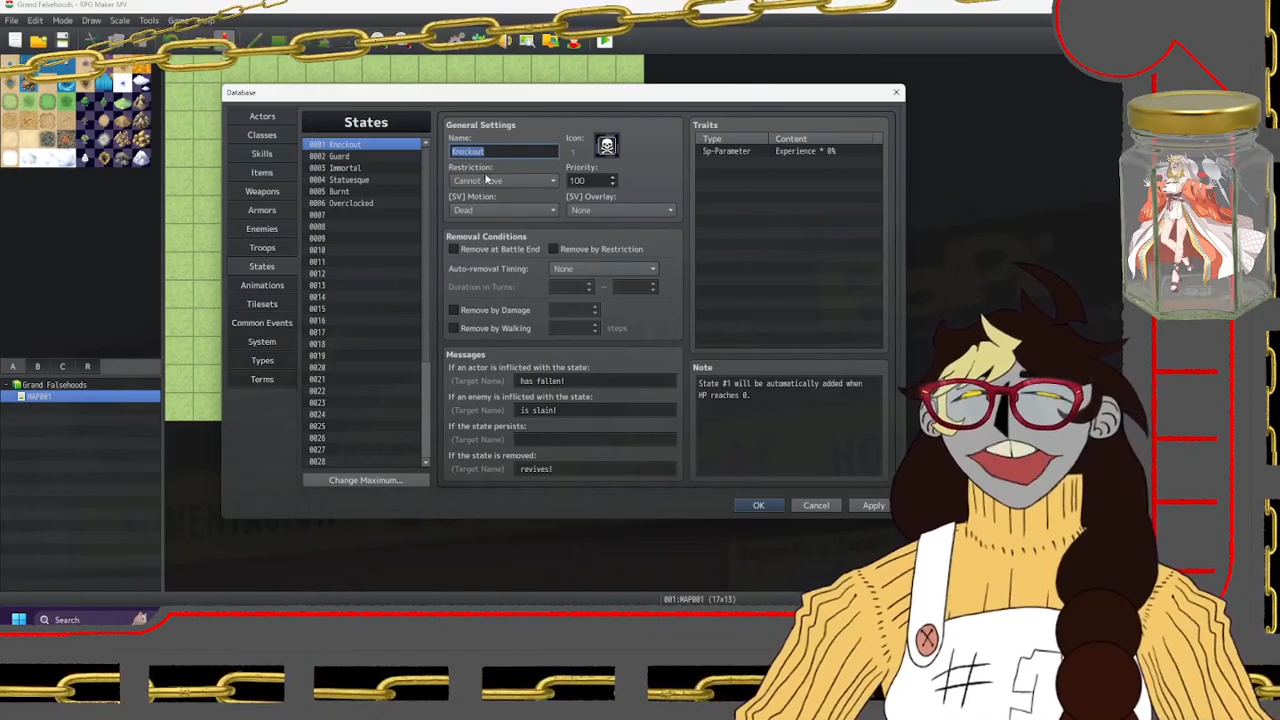 Grand Falsehoods - RPG Maker MV
File Edit Mode Draw Scale Tools Game Help
Database
Actors
Classes
Skills
Items
Weapons
Armors
Enemies
Troops
States
Animations
Tilesets
Common Events
System
Types
Terms
States
0001 Knockout
0002 Guard
0003 Immortal
0004 Statuesque
0005 Burnt
0006 Overclocked
0007
0008
0009
0010
0011
0012
0013
0014
0015
0016
0017
0018
0019
0020
0021
0022
0023
0024
0025
0026
0027
0028
Change Maximum...
General Settings
Name: Icon:
Knockout 1
Restriction: Priority:
Cannot Move 100
[SV] Motion: [SV] Overlay:
Dead None
Removal Conditions
Remove at Battle End Remove by Restriction
Auto-removal Timing: None
Duration in Turns: ~
Remove by Damage
Remove by Walking steps
Messages
If an actor is inflicted with the state:
(Target Name) has fallen!
If an enemy is inflicted with the state:
(Target Name) is slain!
If the state persists:
(Target Name)
If the state is removed:
(Target Name) revives!
Traits
Type Content
Sp-Parameter Experience * 0%
Note
State #1 will be automatically added when
HP reaches 0.
OK Cancel Apply
A B C R
Grand Falsehoods
MAP001
001:MAP001 (17x13)
Search